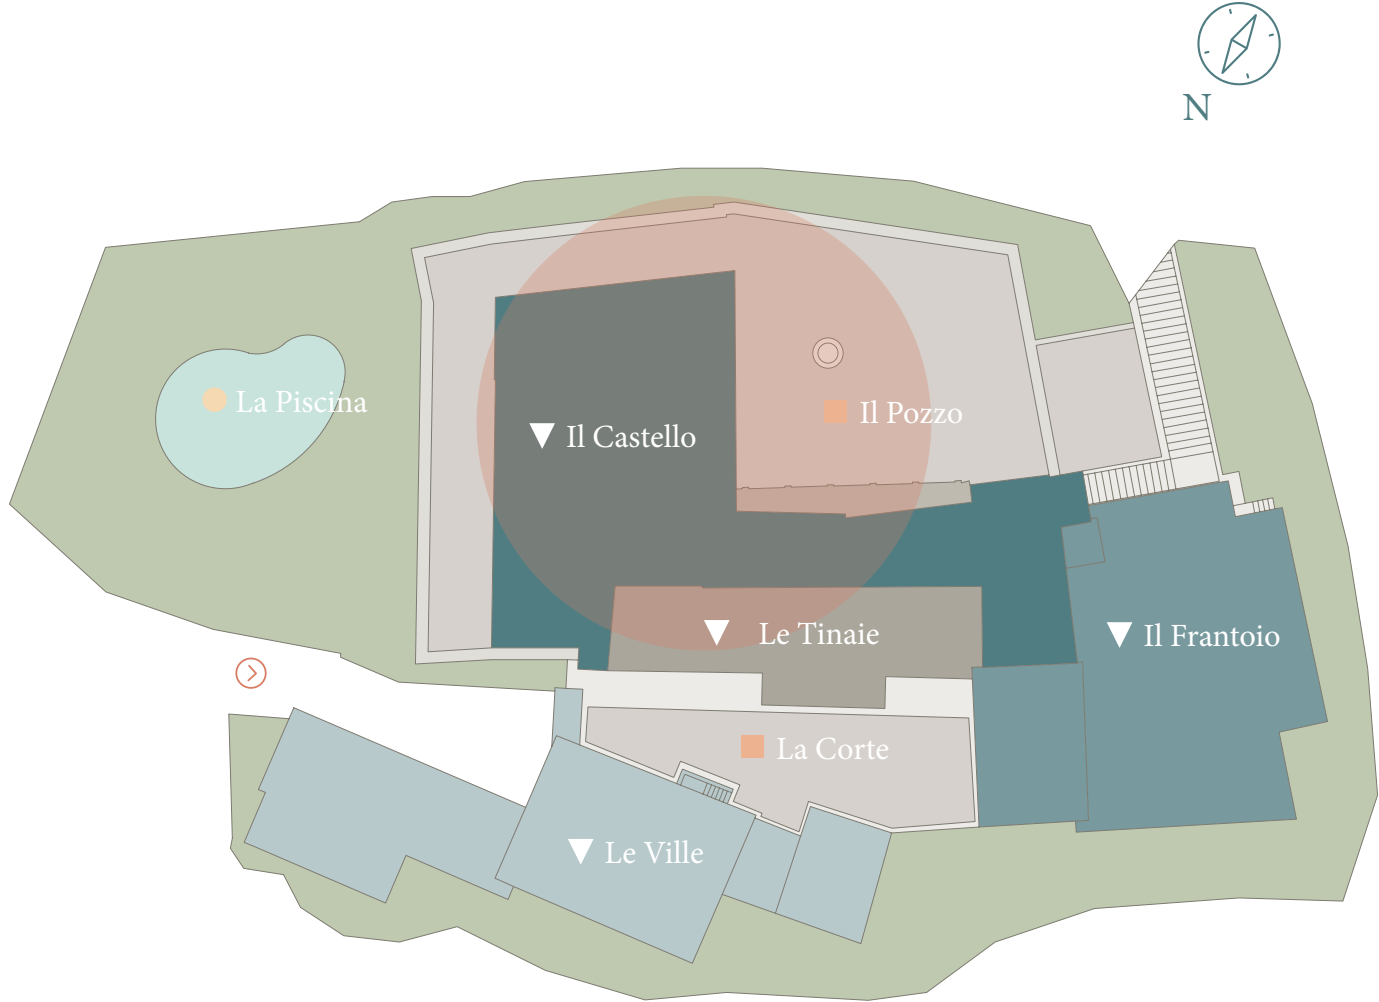 N
La Piscina
Il Castello
Il Pozzo
Le Tinaie
Il Frantoio
La Corte
Le Ville